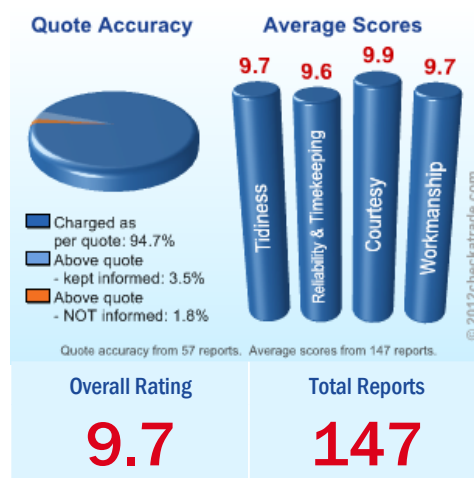 Quote Accuracy
Average Scores
9.7
9.6
9.9
9.7
Tidiness
Reliability & Timekeeping
Courtesy
Workmanship
Charged as
per quote: 94.7%
Above quote
- kept informed: 3.5%
Above quote
- NOT informed: 1.8%
© 2012checkatrade.com
Quote accuracy from 57 reports. Average scores from 147 reports.
Overall Rating
Total Reports
9.7
147